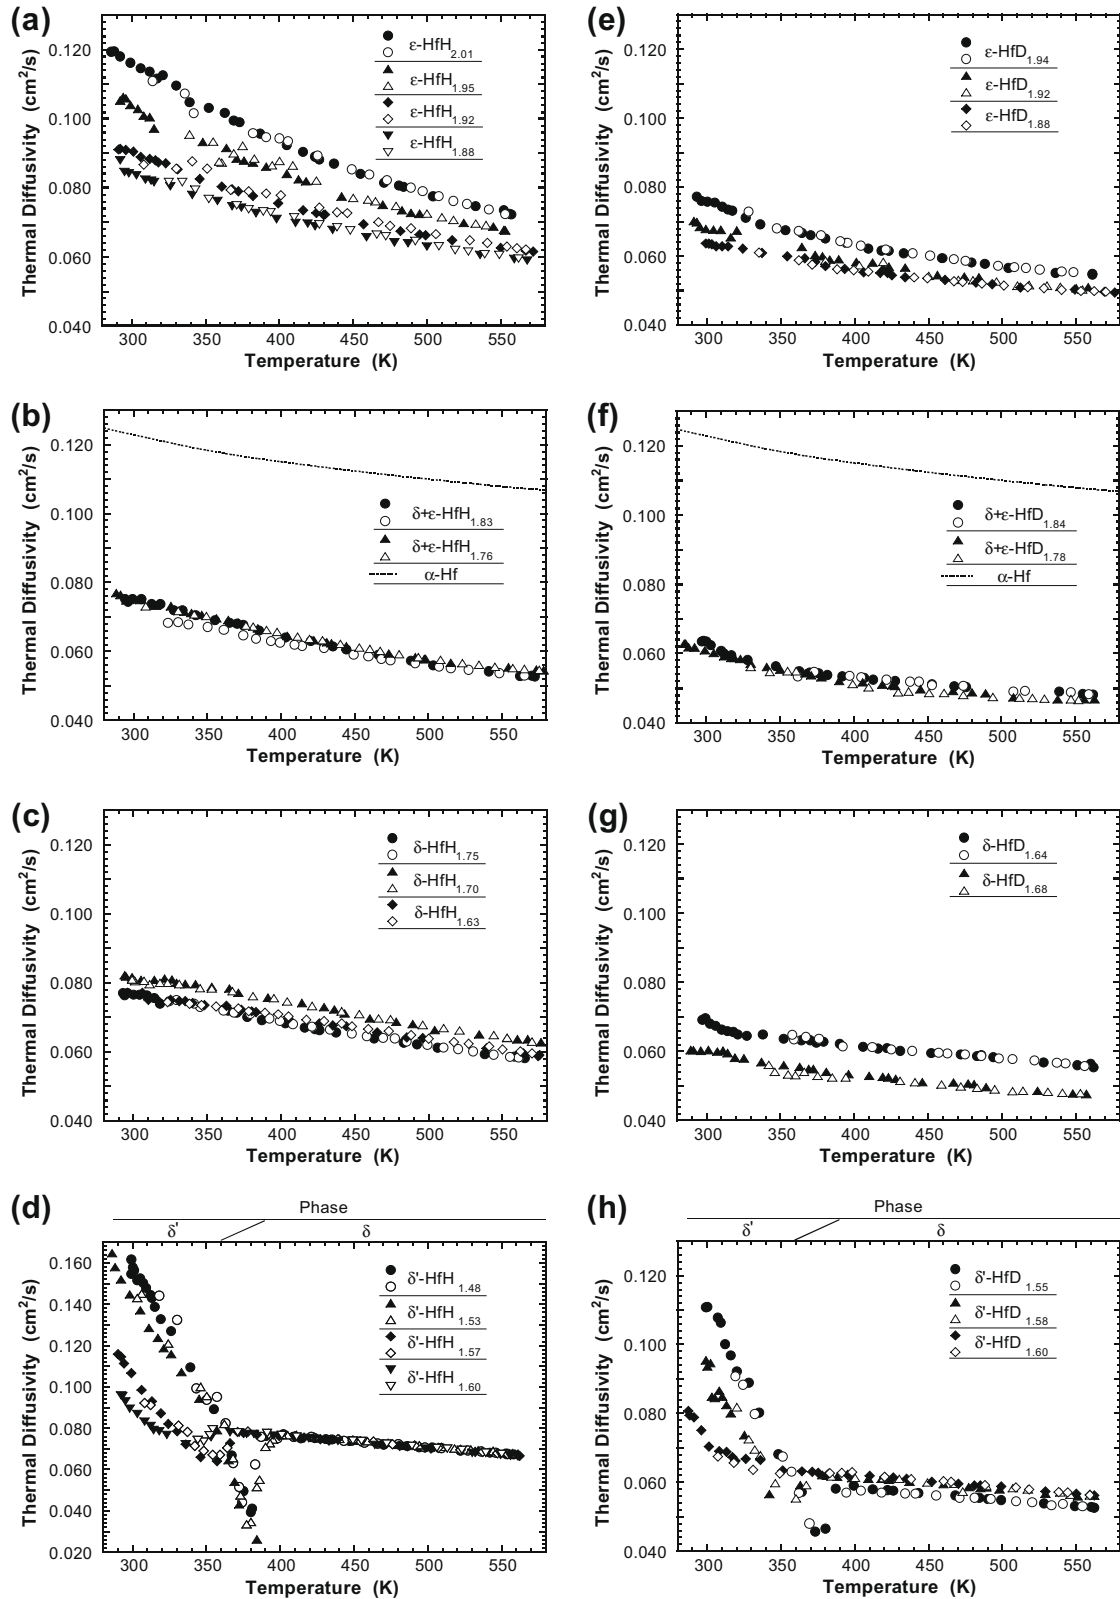 (a)
Thermal Diffusivity (cm²/s)
0.120
0.100
0.080
0.060
0.040
ε-HfH2.01
ε-HfH1.95
ε-HfH1.92
ε-HfH1.88
300 350 400 450 500 550
Temperature (K)
(e)
Thermal Diffusivity (cm²/s)
0.120
0.100
0.080
0.060
0.040
ε-HfD1.94
ε-HfD1.92
ε-HfD1.88
300 350 400 450 500 550
Temperature (K)
(b)
Thermal Diffusivity (cm²/s)
0.120
0.100
0.080
0.060
0.040
δ+ε-HfH1.83
δ+ε-HfH1.76
α-Hf
300 350 400 450 500 550
Temperature (K)
(f)
Thermal Diffusivity (cm²/s)
0.120
0.100
0.080
0.060
0.040
δ+ε-HfD1.84
δ+ε-HfD1.78
α-Hf
300 350 400 450 500 550
Temperature (K)
(c)
Thermal Diffusivity (cm²/s)
0.120
0.100
0.080
0.060
0.040
δ-HfH1.75
δ-HfH1.70
δ-HfH1.63
300 350 400 450 500 550
Temperature (K)
(g)
Thermal Diffusivity (cm²/s)
0.120
0.100
0.080
0.060
0.040
δ-HfD1.64
δ-HfD1.68
300 350 400 450 500 550
Temperature (K)
(d)
Phase
δ' δ
Thermal Diffusivity (cm²/s)
0.160
0.140
0.120
0.100
0.080
0.060
0.040
0.020
δ'-HfH1.48
δ'-HfH1.53
δ'-HfH1.57
δ'-HfH1.60
300 350 400 450 500 550
Temperature (K)
(h)
Phase
δ' δ
Thermal Diffusivity (cm²/s)
0.120
0.100
0.080
0.060
0.040
δ'-HfD1.55
δ'-HfD1.58
δ'-HfD1.60
300 350 400 450 500 550
Temperature (K)